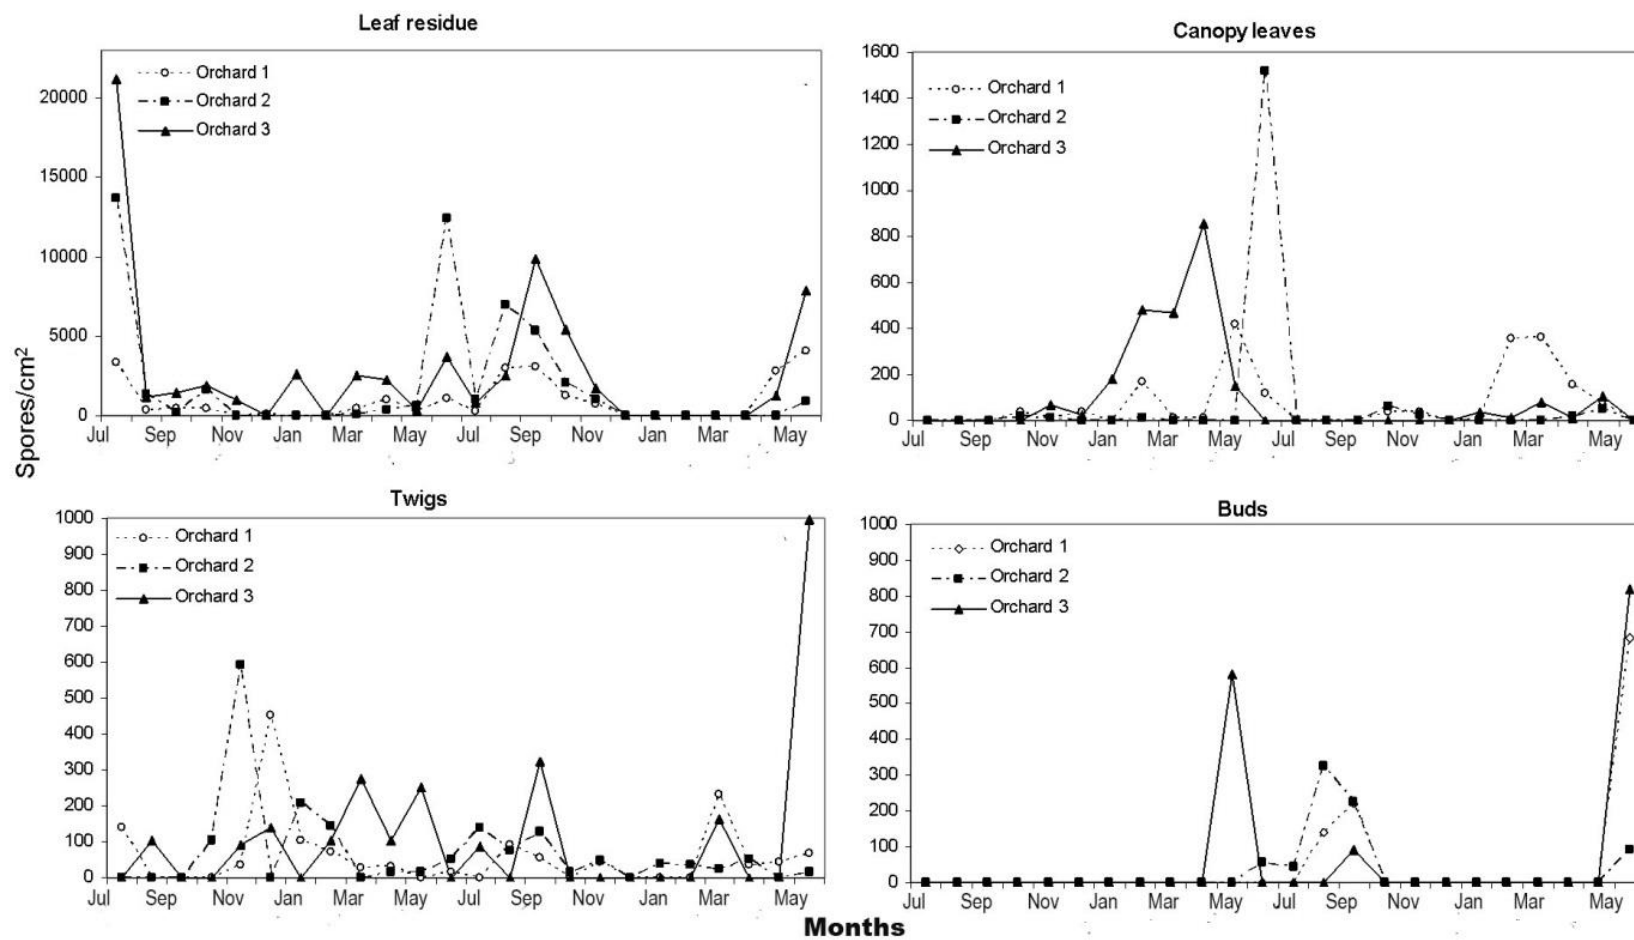 Leaf residue
Orchard 1
Orchard 2
Orchard 3
20000
15000
10000
5000
0
Jul Sep Nov Jan Mar May Jul Sep Nov Jan Mar May
Canopy leaves
1600
1400
1200
1000
800
600
400
200
0
Orchard 1
Orchard 2
Orchard 3
Jul Sep Nov Jan Mar May Jul Sep Nov Jan Mar May
Spores/cm²
Twigs
1000
900
800
700
600
500
400
300
200
100
0
Orchard 1
Orchard 2
Orchard 3
Jul Sep Nov Jan Mar May Jul Sep Nov Jan Mar May
Buds
1000
900
800
700
600
500
400
300
200
100
0
Orchard 1
Orchard 2
Orchard 3
Jul Sep Nov Jan Mar May Jul Sep Nov Jan Mar May
Months